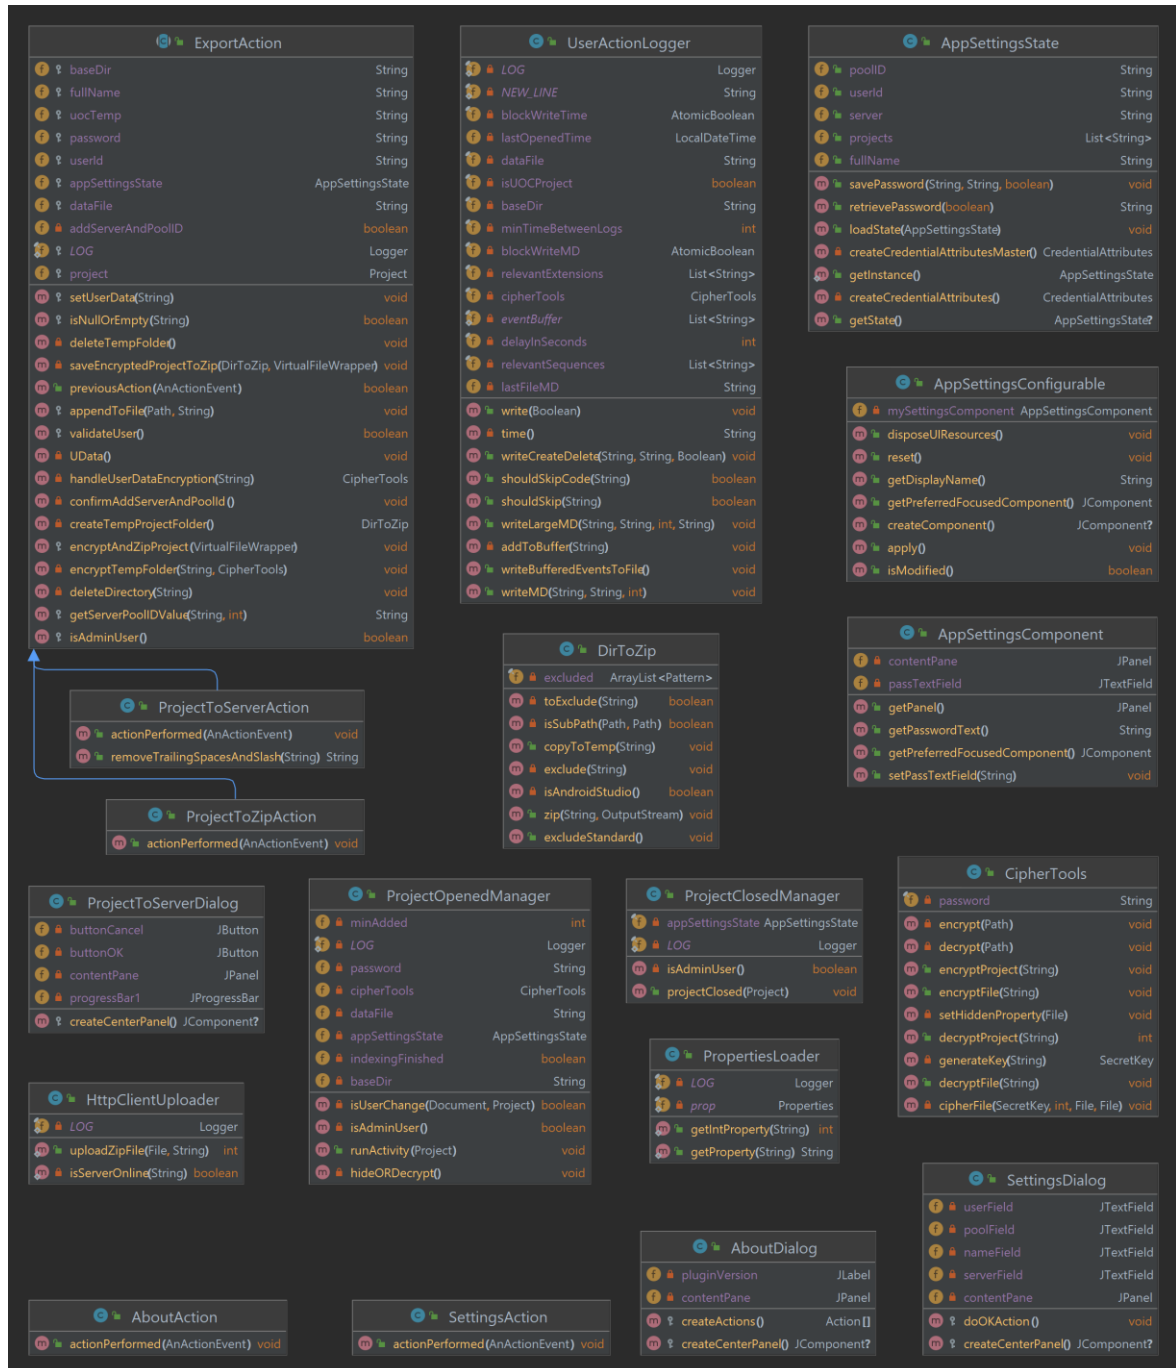 ExportAction
baseDir String
fullName String
uocTemp String
password String
userId String
appSettingsState AppSettingsState
dataFile String
addServerAndPoolID boolean
LOG Logger
project Project
setUserData(String) void
isNullOrEmpty(String) boolean
deleteTempFolder() void
saveEncryptedProjectToZip(DirToZip, VirtualFileWrapper) void
previousAction(AnActionEvent) boolean
appendToFile(Path, String) void
validateUser() boolean
UData() void
handleUserDataEncryption(String) CipherTools
confirmAddServerAndPoolId() void
createTempProjectFolder() DirToZip
encryptAndZipProject(VirtualFileWrapper) void
encryptTempFolder(String, CipherTools) void
deleteDirectory(String) void
getServerPoolIDValue(String, int) String
isAdminUser() boolean
UserActionLogger
LOG Logger
NEW_LINE String
blockWriteTime AtomicBoolean
lastOpenedTime LocalDateTime
dataFile String
isUOCProject boolean
baseDir String
minTimeBetweenLogs int
blockWriteMD AtomicBoolean
relevantExtensions List<String>
cipherTools CipherTools
eventBuffer List<String>
delayInSeconds int
relevantSequences List<String>
lastFileMD String
write(Boolean) void
time() String
writeCreateDelete(String, String, Boolean) void
shouldSkipCode(String) boolean
shouldSkip(String) boolean
writeLargeMD(String, String, int, String) void
addToBuffer(String) void
writeBufferedEventsToFile() void
writeMD(String, String, int) void
AppSettingsState
poolID String
userId String
server String
projects List<String>
fullName String
savePassword(String, String, boolean) void
retrievePassword(boolean) String
loadState(AppSettingsState) void
createCredentialAttributesMaster() CredentialAttributes
getInstance() AppSettingsState
createCredentialAttributes() CredentialAttributes
getState() AppSettingsState?
AppSettingsConfigurable
mySettingsComponent AppSettingsComponent
disposeUIResources() void
reset() void
getDisplayName() String
getPreferredFocusedComponent() JComponent
createComponent() JComponent?
apply() void
isModified() boolean
AppSettingsComponent
contentPane JPanel
passTextField JTextField
getPanel() JPanel
getPasswordText() String
getPreferredFocusedComponent() JComponent
setPassTextField(String) void
DirToZip
excluded ArrayList<Pattern>
toExclude(String) boolean
isSubPath(Path, Path) boolean
copyToTemp(String) void
exclude(String) void
isAndroidStudio() boolean
zip(String, OutputStream) void
excludeStandard() void
ProjectToServerAction
actionPerformed(AnActionEvent) void
removeTrailingSpacesAndSlash(String) String
ProjectToZipAction
actionPerformed(AnActionEvent) void
ProjectToServerDialog
buttonCancel JButton
buttonOK JButton
contentPane JPanel
progressBar1 JProgressBar
createCenterPanel() JComponent?
ProjectOpenedManager
minAdded int
LOG Logger
password String
cipherTools CipherTools
dataFile String
appSettingsState AppSettingsState
indexingFinished boolean
baseDir String
isUserChange(Document, Project) boolean
isAdminUser() boolean
runActivity(Project) void
hideORDecrypt() void
ProjectClosedManager
appSettingsState AppSettingsState
LOG Logger
isAdminUser() boolean
projectClosed(Project) void
CipherTools
password String
encrypt(Path) void
decrypt(Path) void
encryptProject(String) void
encryptFile(String) void
setHiddenProperty(File) void
decryptProject(String) int
generateKey(String) SecretKey
decryptFile(String) void
cipherFile(SecretKey, int, File, File) void
PropertiesLoader
LOG Logger
prop Properties
getIntProperty(String) int
getProperty(String) String
HttpClientUploader
LOG Logger
uploadZipFile(File, String) int
isServerOnline(String) boolean
SettingsDialog
userField JTextField
poolField JTextField
nameField JTextField
serverField JTextField
contentPane JPanel
doOKAction() void
createCenterPanel() JComponent?
AboutDialog
pluginVersion JLabel
contentPane JPanel
createActions() Action[]
createCenterPanel() JComponent?
AboutAction
actionPerformed(AnActionEvent) void
SettingsAction
actionPerformed(AnActionEvent) void